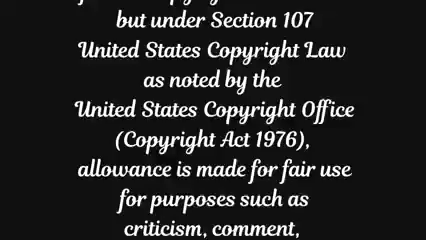 but under Section 107
United States Copyright Law
as noted by the
United States Copyright Office
(Copyright Act 1976),
allowance is made for fair use
for purposes such as
criticism, comment,